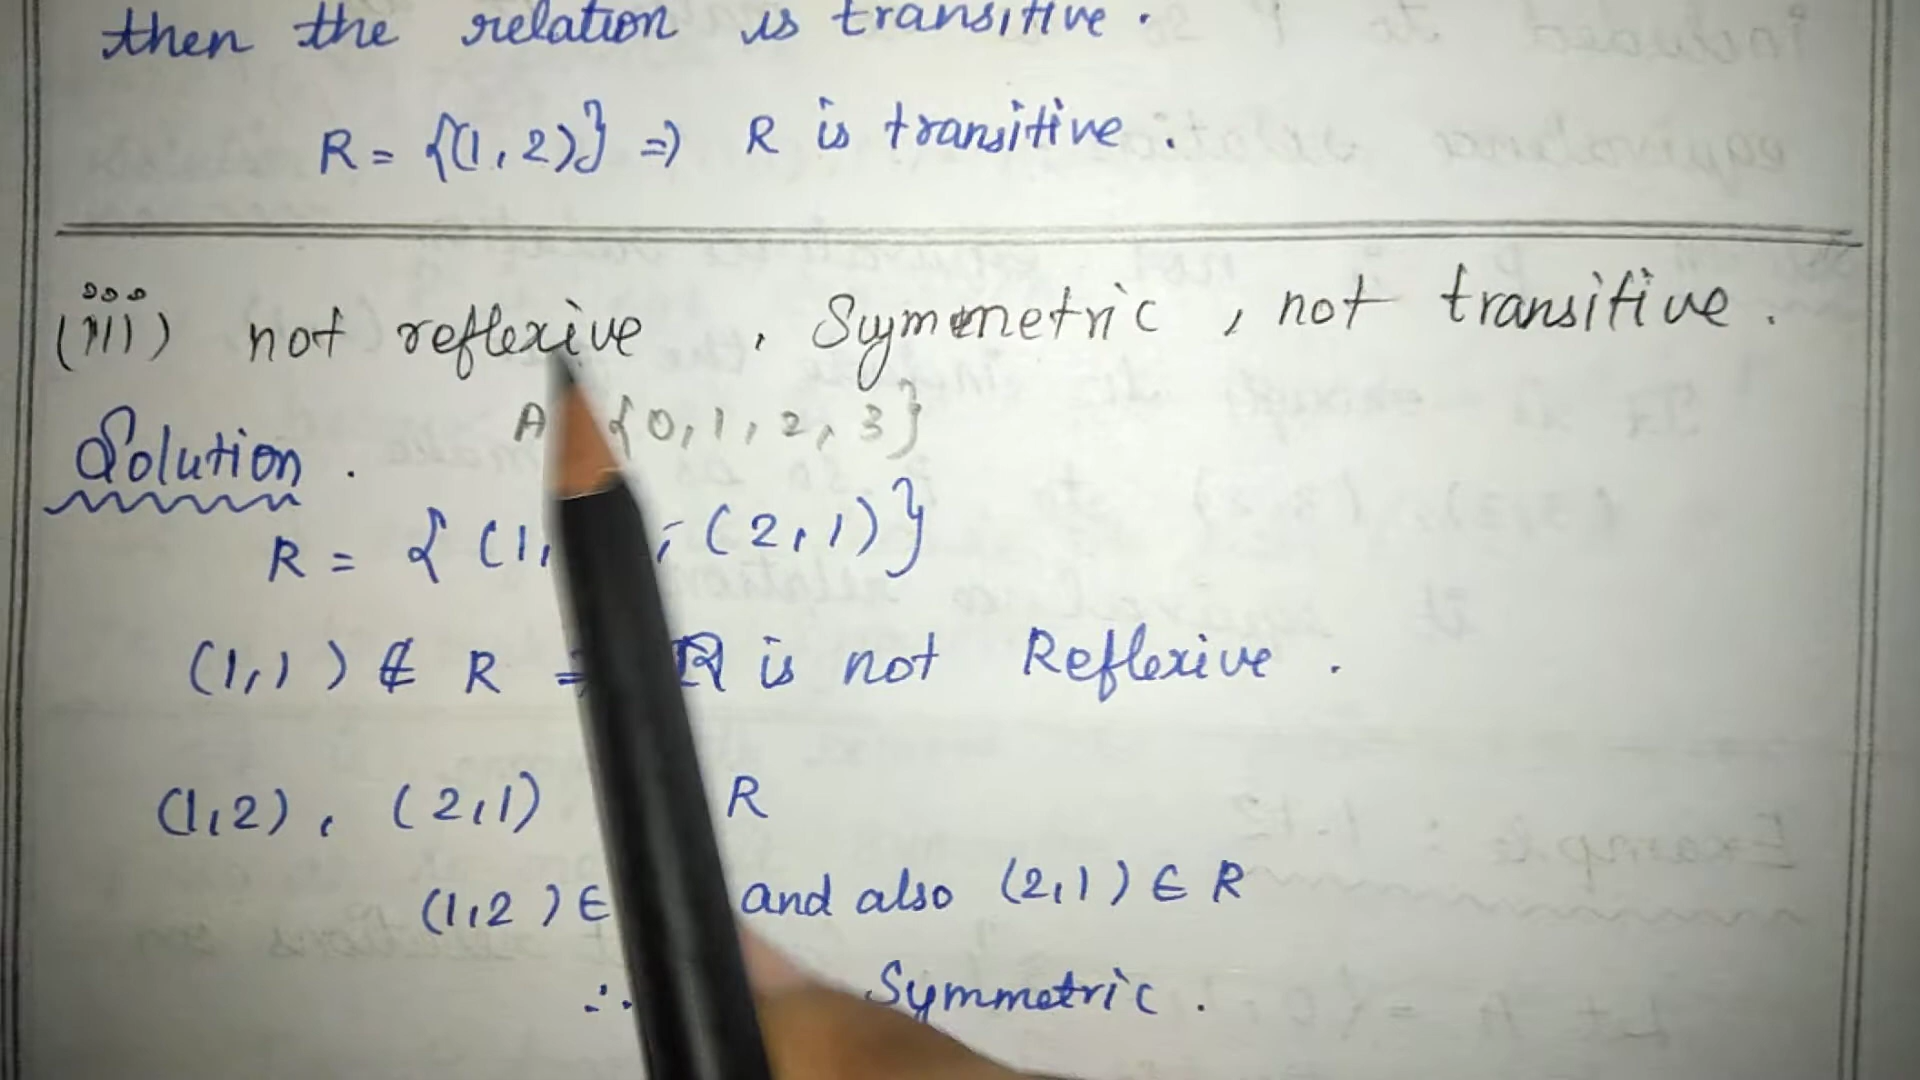 then the relation is transitive.
R = {(1,2)} ⇒ R is transitive.
(iii) not reflexive, Symmetric, not transitive.
A {0,1,2,3}
Solution.
R = { (1, , (2,1)}
(1,1) ∉ R = R is not Reflexive.
(1,2), (2,1) R
(1,2) ∈ and also (2,1) ∈ R
∴ Symmetric.